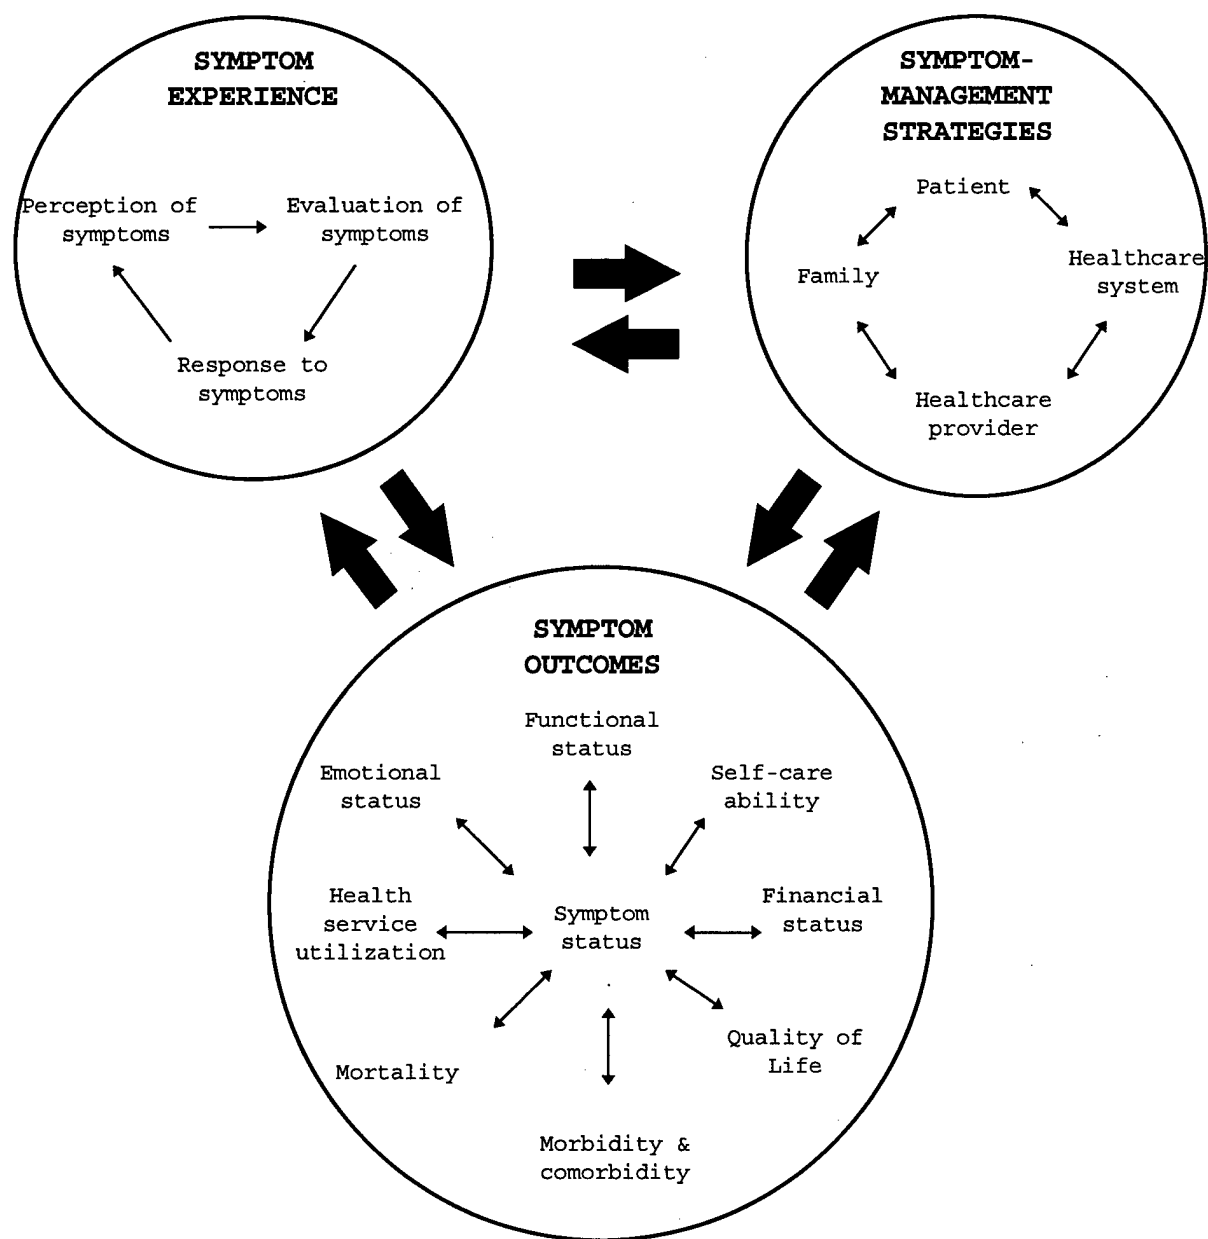 SYMPTOM
EXPERIENCE
Perception of
symptoms
Evaluation of
symptoms
Response to
symptoms
SYMPTOM-
MANAGEMENT
STRATEGIES
Patient
Family
Healthcare
system
Healthcare
provider
SYMPTOM
OUTCOMES
Functional
status
Emotional
status
Self-care
ability
Health
service
utilization
Symptom
status
Financial
status
Mortality
Quality of
Life
Morbidity &
comorbidity